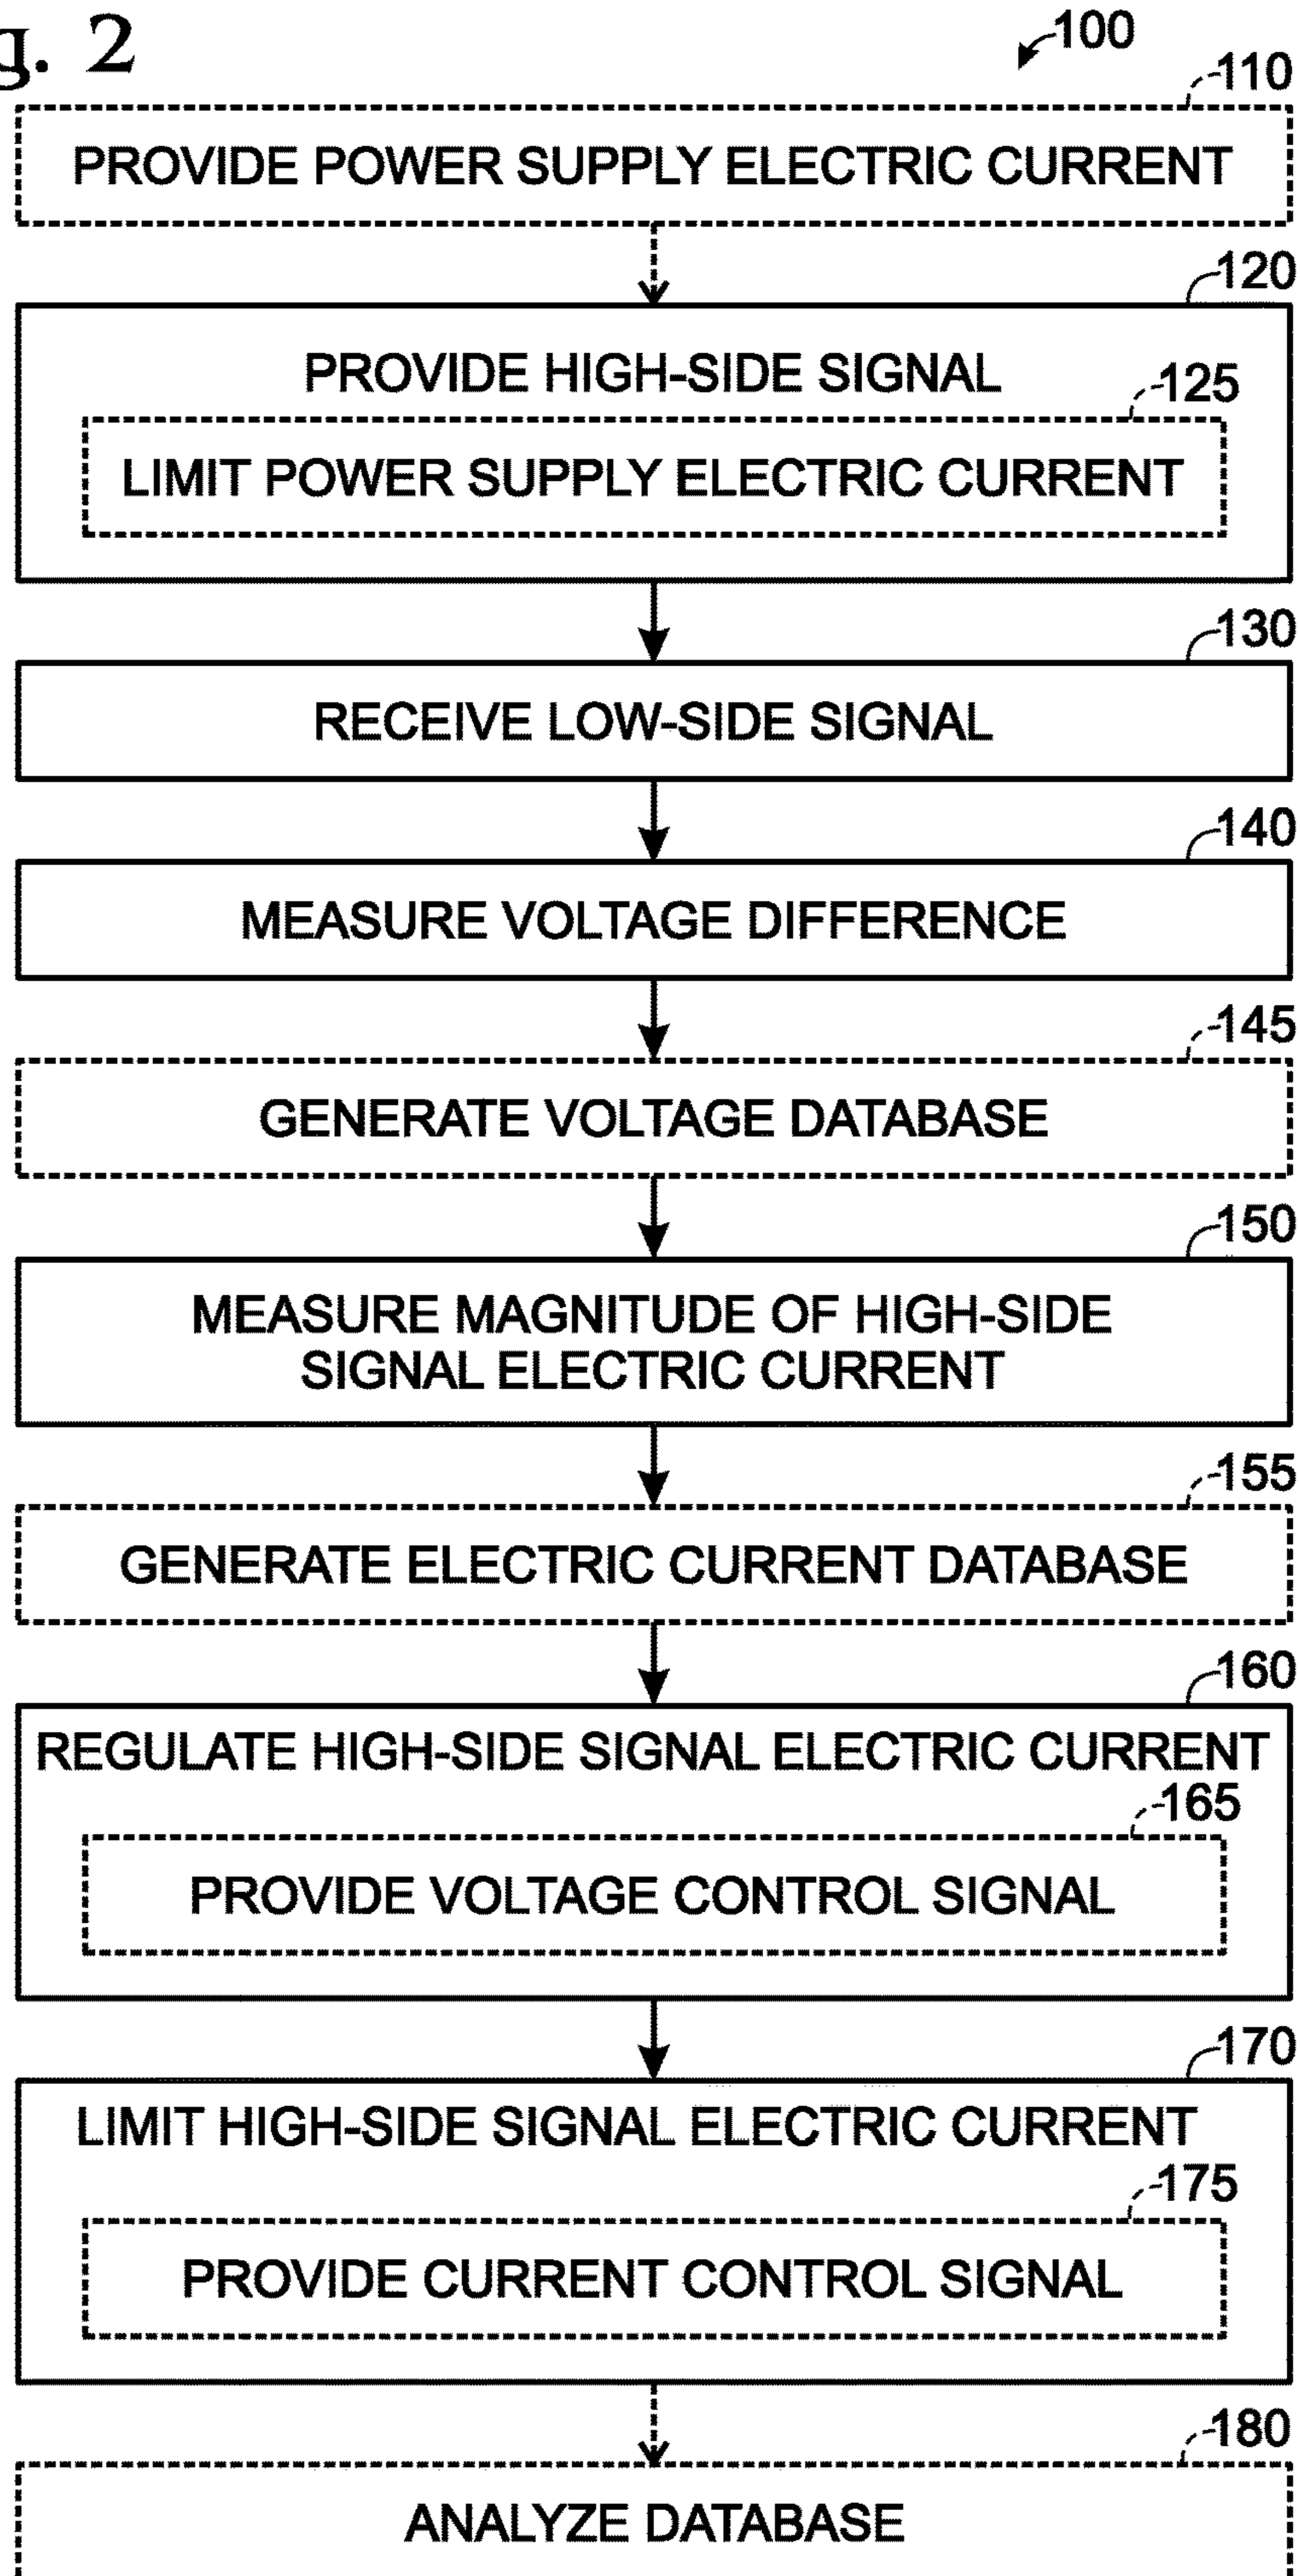 g. 2
100
110
PROVIDE POWER SUPPLY ELECTRIC CURRENT
120
PROVIDE HIGH-SIDE SIGNAL
125
LIMIT POWER SUPPLY ELECTRIC CURRENT
130
RECEIVE LOW-SIDE SIGNAL
140
MEASURE VOLTAGE DIFFERENCE
145
GENERATE VOLTAGE DATABASE
150
MEASURE MAGNITUDE OF HIGH-SIDE
SIGNAL ELECTRIC CURRENT
155
GENERATE ELECTRIC CURRENT DATABASE
160
REGULATE HIGH-SIDE SIGNAL ELECTRIC CURRENT
165
PROVIDE VOLTAGE CONTROL SIGNAL
170
LIMIT HIGH-SIDE SIGNAL ELECTRIC CURRENT
175
PROVIDE CURRENT CONTROL SIGNAL
180
ANALYZE DATABASE